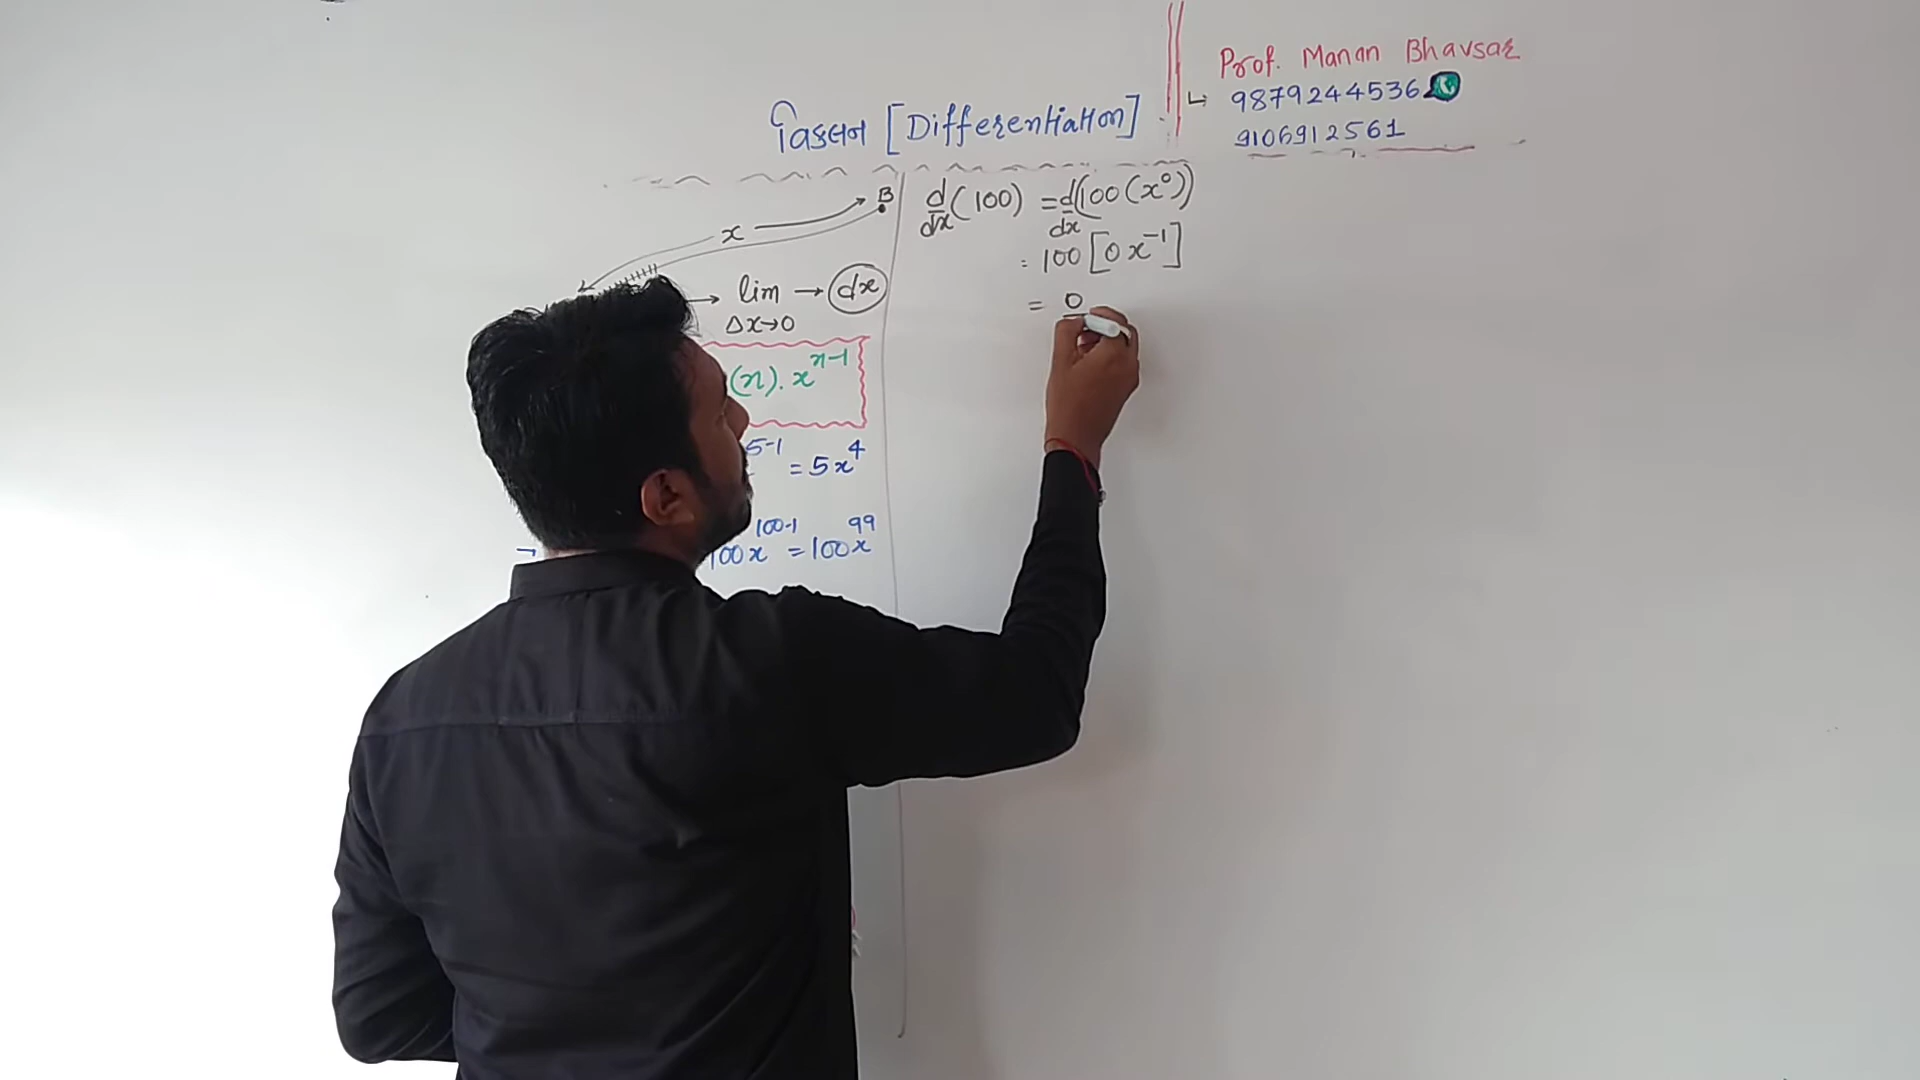 Prof. Manan Bhavsar
↳ 9879244536
9106912561
વિકલન [Differentiation]
B
x
→ lim → dx
Δx→0
(n). x^{n-1}
5-1 = 5x^4
100x^{100-1} = 100x^{99}
d/dx (100) = d/dx (100 (x^0))
= 100 [0 x^{-1}]
= 0